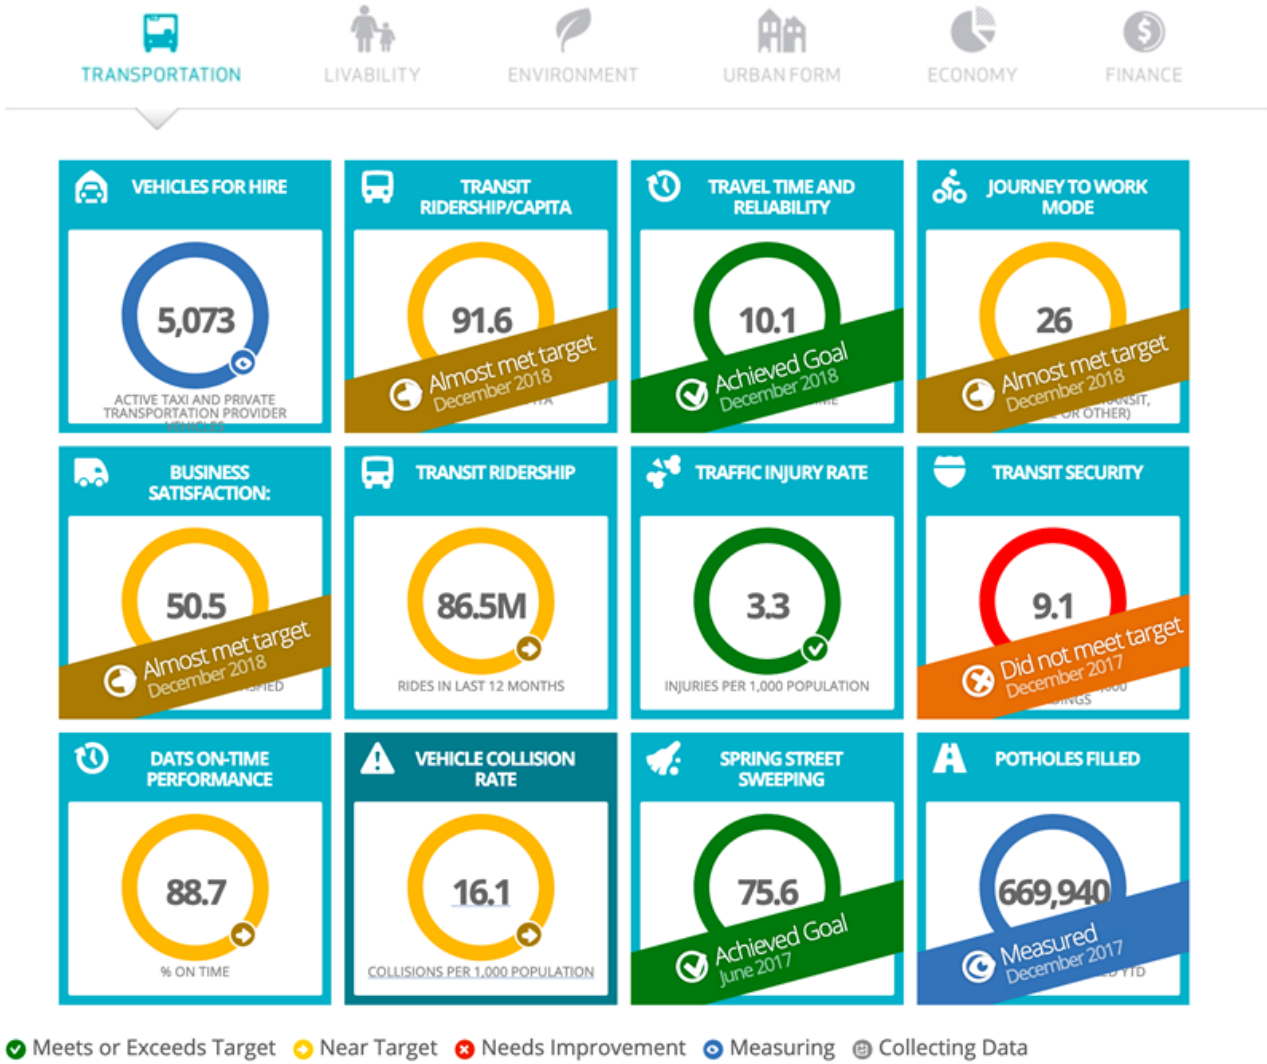 TRANSPORTATION
LIVABILITY
ENVIRONMENT
URBAN FORM
ECONOMY
FINANCE
VEHICLES FOR HIRE
5,073
ACTIVE TAXI AND PRIVATE
TRANSPORTATION PROVIDER
VEHICLES
TRANSIT
RIDERSHIP/CAPITA
91.6
Almost met target
December 2018
TRAVEL TIME AND
RELIABILITY
10.1
Achieved Goal
December 2018
JOURNEY TO WORK
MODE
26
Almost met target
December 2018
OR OTHER)
BUSINESS
SATISFACTION:
50.5
Almost met target
December 2018
TRANSIT RIDERSHIP
86.5M
RIDES IN LAST 12 MONTHS
TRAFFIC INJURY RATE
3.3
INJURIES PER 1,000 POPULATION
TRANSIT SECURITY
9.1
Did not meet target
December 2017
DATS ON-TIME
PERFORMANCE
88.7
% ON TIME
VEHICLE COLLISION
RATE
16.1
COLLISIONS PER 1,000 POPULATION
SPRING STREET
SWEEPING
75.6
Achieved Goal
June 2017
POTHOLES FILLED
669,940
Measured
December 2017
YTD
Meets or Exceeds Target
Near Target
Needs Improvement
Measuring
Collecting Data